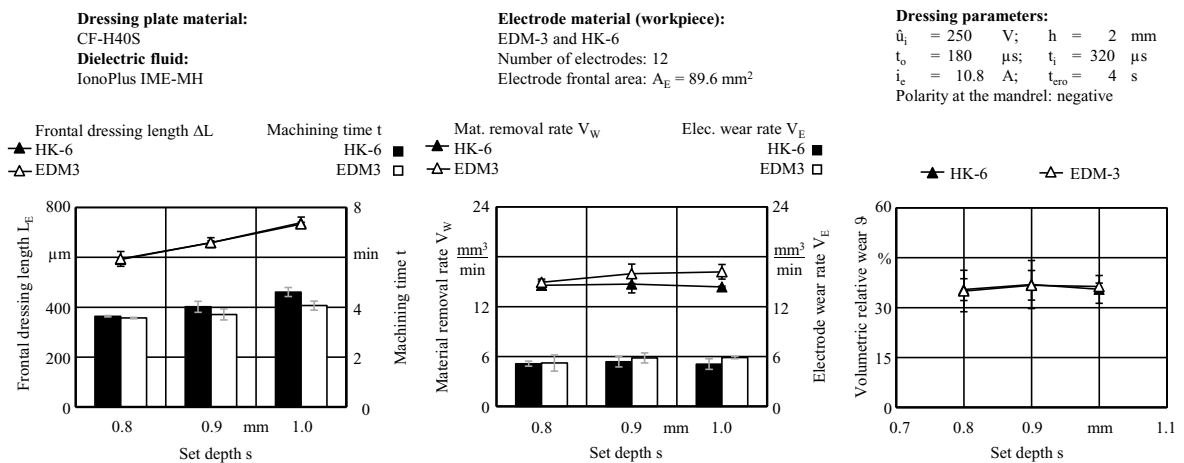 Dressing plate material:
CF-H40S
Dielectric fluid:
IonoPlus IME-MH
Electrode material (workpiece):
EDM-3 and HK-6
Number of electrodes: 12
Electrode frontal area: A_E = 89.6 mm²
Dressing parameters:
û_i = 250 V; h = 2 mm
t_o = 180 µs; t_i = 320 µs
i_e = 10.8 A; t_ero = 4 s
Polarity at the mandrel: negative
Frontal dressing length ΔL
HK-6
EDM3
Machining time t
HK-6
EDM3
800
µm
400
200
0
Frontal dressing length L_E
8
min
4
2
0
Machining time t
0.8 0.9 mm 1.0
Set depth s
Mat. removal rate V_W
HK-6
EDM3
Elec. wear rate V_E
HK-6
EDM3
24
mm³
min
12
6
0
Material removal rate V_W
24
mm³
min
12
6
0
Electrode wear rate V_E
0.8 0.9 mm 1.0
Set depth s
HK-6 EDM-3
60
%
30
15
0
Volumetric relative wear ϑ
0.7 0.8 0.9 mm 1.1
Set depth s